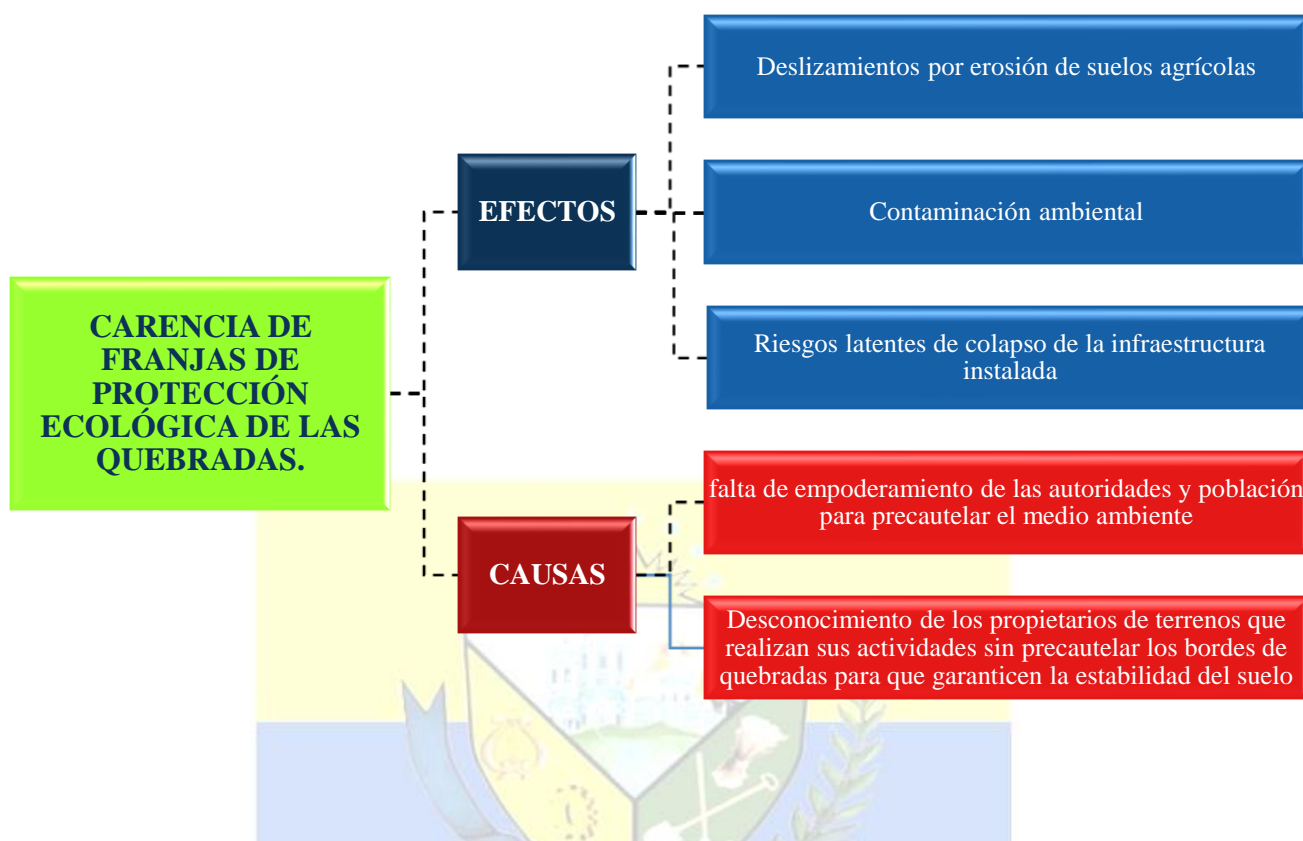 CARENCIA DE
FRANJAS DE
PROTECCIÓN
ECOLÓGICA DE LAS
QUEBRADAS.
EFECTOS
Deslizamientos por erosión de suelos agrícolas
Contaminación ambiental
Riesgos latentes de colapso de la infraestructura
instalada
CAUSAS
falta de empoderamiento de las autoridades y población
para precautelar el medio ambiente
Desconocimiento de los propietarios de terrenos que
realizan sus actividades sin precautelar los bordes de
quebradas para que garanticen la estabilidad del suelo